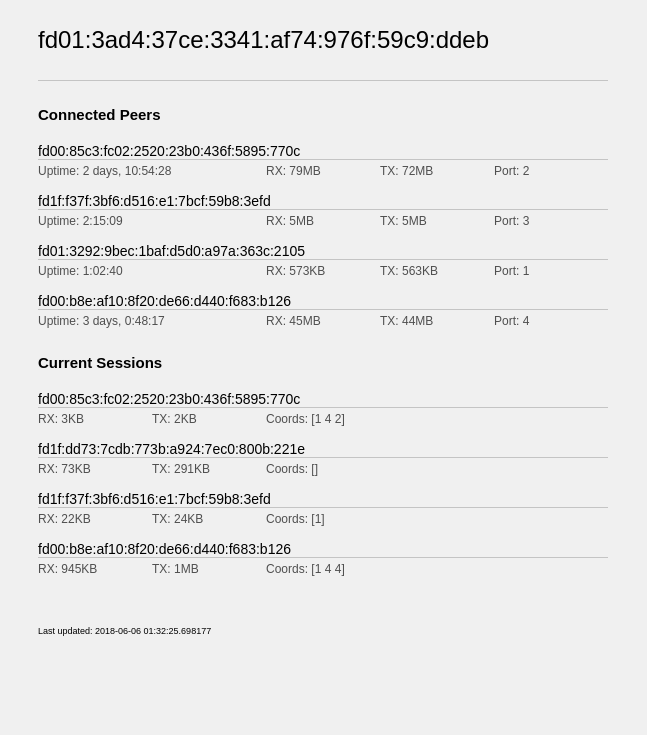 fd01:3ad4:37ce:3341:af74:976f:59c9:ddeb
Connected Peers
fd00:85c3:fc02:2520:23b0:436f:5895:770c
Uptime: 2 days, 10:54:28 RX: 79MB TX: 72MB Port: 2
fd1f:f37f:3bf6:d516:e1:7bcf:59b8:3efd
Uptime: 2:15:09 RX: 5MB TX: 5MB Port: 3
fd01:3292:9bec:1baf:d5d0:a97a:363c:2105
Uptime: 1:02:40 RX: 573KB TX: 563KB Port: 1
fd00:b8e:af10:8f20:de66:d440:f683:b126
Uptime: 3 days, 0:48:17 RX: 45MB TX: 44MB Port: 4
Current Sessions
fd00:85c3:fc02:2520:23b0:436f:5895:770c
RX: 3KB TX: 2KB Coords: [1 4 2]
fd1f:dd73:7cdb:773b:a924:7ec0:800b:221e
RX: 73KB TX: 291KB Coords: []
fd1f:f37f:3bf6:d516:e1:7bcf:59b8:3efd
RX: 22KB TX: 24KB Coords: [1]
fd00:b8e:af10:8f20:de66:d440:f683:b126
RX: 945KB TX: 1MB Coords: [1 4 4]
Last updated: 2018-06-06 01:32:25.698177